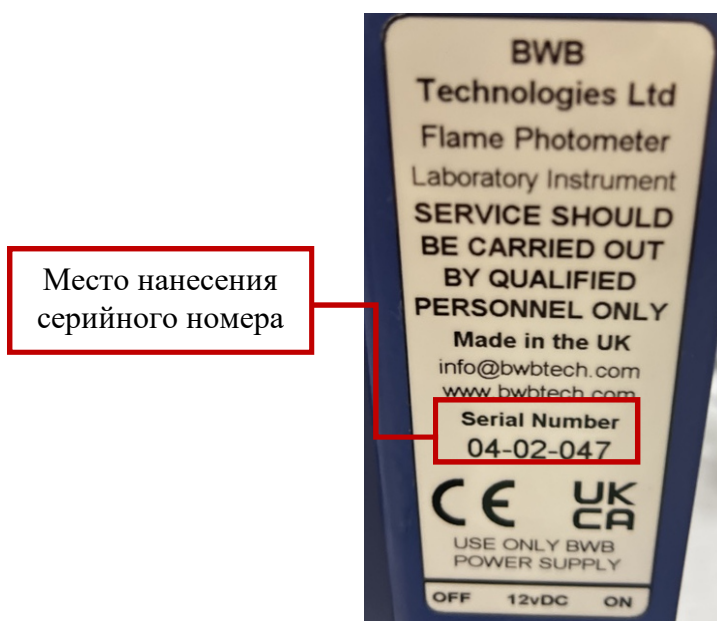 Место нанесения
серийного номера
BWB
Technologies Ltd
Flame Photometer
Laboratory Instrument
SERVICE SHOULD
BE CARRIED OUT
BY QUALIFIED
PERSONNEL ONLY
Made in the UK
info@bwbtech.com
www.bwbtech.com
Serial Number
04-02-047
CE UK
CA
USE ONLY BWB
POWER SUPPLY
OFF 12vDC ON